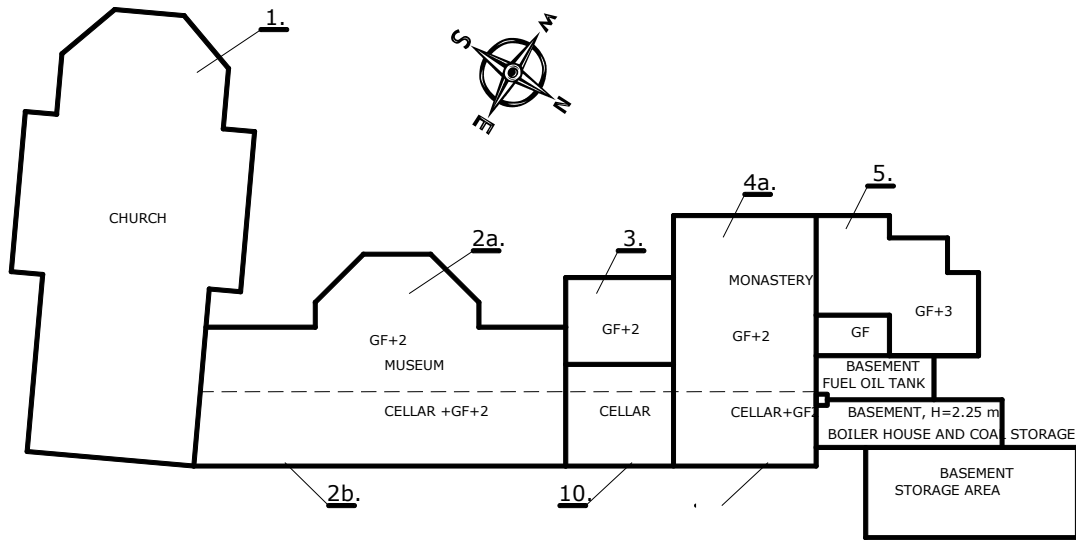 1.
W
S
N
E
4a.
5.
CHURCH
2a.
3.
MONASTERY
GF+3
GF+2
GF+2
GF+2
GF
MUSEUM
BASEMENT
FUEL OIL TANK
CELLAR +GF+2
CELLAR
CELLAR+GF2
BASEMENT, H=2.25 m
BOILER HOUSE AND COAL STORAGE
BASEMENT
STORAGE AREA
2b.
10.